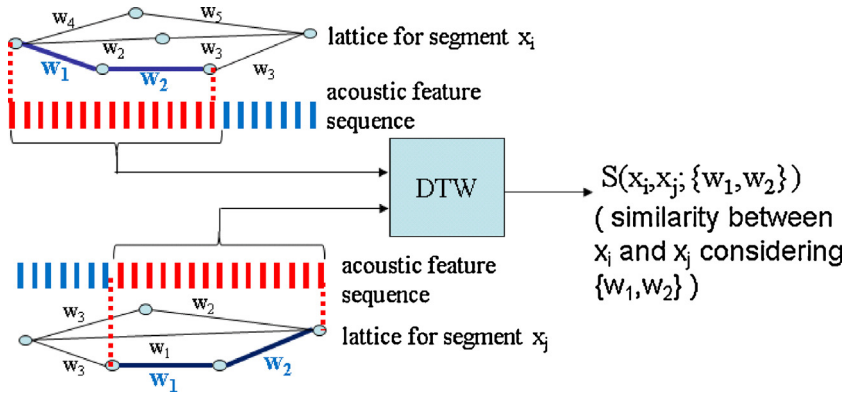 w₄
w₅
w₂
w₃
w₁
w₂
w₃
lattice for segment xᵢ
acoustic feature
sequence
DTW
S(xᵢ,xⱼ; {w₁,w₂})
( similarity between
xᵢ and xⱼ considering
{w₁,w₂} )
acoustic feature
sequence
w₃
w₂
w₁
w₃
w₁
w₂
lattice for segment xⱼ